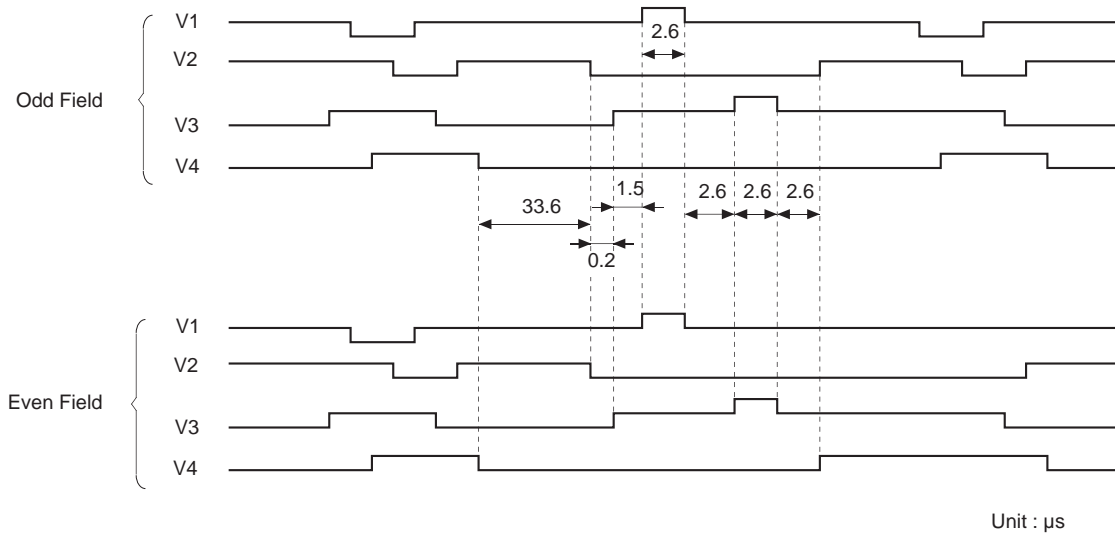 Odd Field
V1
2.6
V2
V3
V4
1.5
2.6 2.6 2.6
33.6
0.2
Even Field
V1
V2
V3
V4
Unit : μs